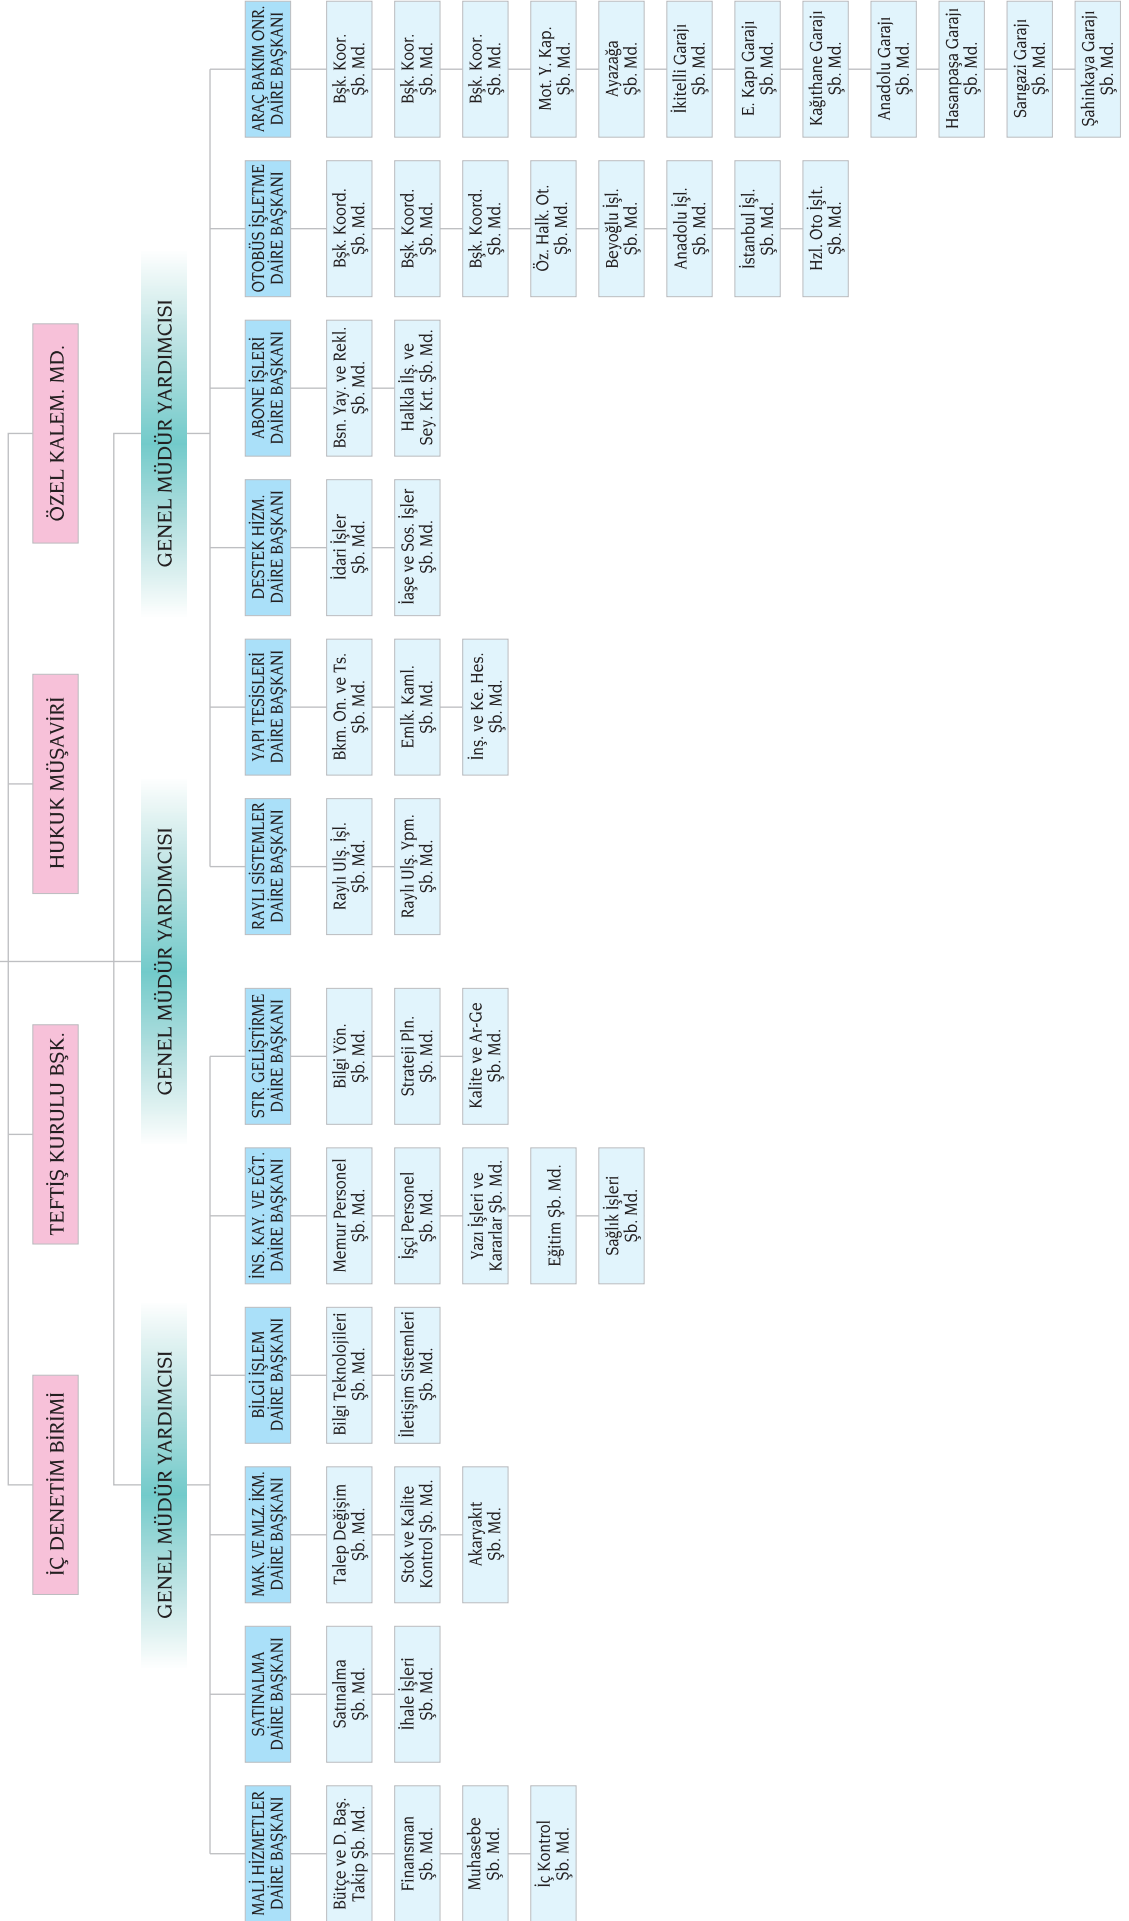 İÇ DENETİM BİRİMİ
TEFTİŞ KURULU BŞK.
HUKUK MÜŞAVİRİ
ÖZEL KALEM. MD.
GENEL MÜDÜR YARDIMCISI
GENEL MÜDÜR YARDIMCISI
GENEL MÜDÜR YARDIMCISI
MALİ HİZMETLER
DAİRE BAŞKANI
Bütçe ve D. Baş.
Takip Şb. Md.
Finansman
Şb. Md.
Muhasebe
Şb. Md.
İç Kontrol
Şb. Md.
SATINALMA
DAİRE BAŞKANI
Satınalma
Şb. Md.
İhale İşleri
Şb. Md.
MAK. VE MLZ. İKM.
DAİRE BAŞKANI
Talep Değişim
Şb. Md.
Stok ve Kalite
Kontrol Şb. Md.
Akaryakıt
Şb. Md.
BİLGİ İŞLEM
DAİRE BAŞKANI
Bilgi Teknolojileri
Şb. Md.
İletişim Sistemleri
Şb. Md.
İNS. KAY. VE EĞT.
DAİRE BAŞKANI
Memur Personel
Şb. Md.
İşçi Personel
Şb. Md.
Yazı İşleri ve
Kararlar Şb. Md.
Eğitim Şb. Md.
Sağlık İşleri
Şb. Md.
STR. GELİŞTİRME
DAİRE BAŞKANI
Bilgi Yön.
Şb. Md.
Strateji Pln.
Şb. Md.
Kalite ve Ar-Ge
Şb. Md.
RAYLI SİSTEMLER
DAİRE BAŞKANI
Raylı Ulş. İşl.
Şb. Md.
Raylı Ulş. Ypm.
Şb. Md.
YAPI TESİSLERİ
DAİRE BAŞKANI
Bkm. On. ve Ts.
Şb. Md.
Emlk. Kaml.
Şb. Md.
İnş. ve Ke. Hes.
Şb. Md.
DESTEK HİZM.
DAİRE BAŞKANI
İdari İşler
Şb. Md.
İaşe ve Sos. İşler
Şb. Md.
ABONE İŞLERİ
DAİRE BAŞKANI
Bsn. Yay. ve Rekl.
Şb. Md.
Halkla İlş. ve
Sey. Krt. Şb. Md.
OTOBÜS İŞLETME
DAİRE BAŞKANI
Bşk. Koord.
Şb. Md.
Bşk. Koord.
Şb. Md.
Bşk. Koord.
Şb. Md.
Öz. Hak. Ot.
Şb. Md.
Beyoğlu İşl.
Şb. Md.
Anadolu İşl.
Şb. Md.
İstanbul İşl.
Şb. Md.
Hzl. Oto İşlt.
Şb. Md.
ARAÇ BAKIM ONR.
DAİRE BAŞKANI
Bşk. Koor.
Şb. Md.
Bşk. Koor.
Şb. Md.
Bşk. Koor.
Şb. Md.
Mot. Y. Kap.
Şb. Md.
Ayazağa
Şb. Md.
İkitelli Garajı
Şb. Md.
E. Kapı Garajı
Şb. Md.
Kağıthane Garajı
Şb. Md.
Anadolu Garajı
Şb. Md.
Hasanpaşa Garajı
Şb. Md.
Sarıgazi Garajı
Şb. Md.
Şahinkaya Garajı
Şb. Md.